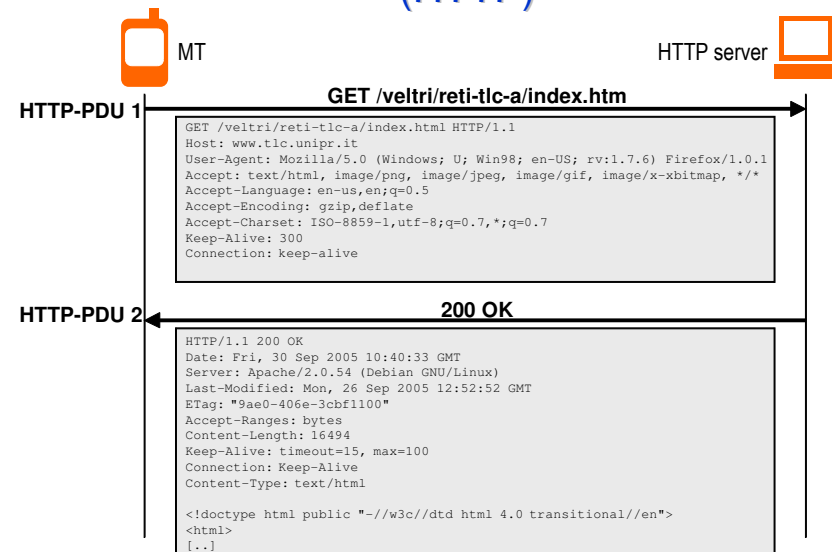 MT
HTTP server
GET /veltri/reti-tlc-a/index.htm
HTTP-PDU 1
GET /veltri/reti-tlc-a/index.html HTTP/1.1
Host: www.tlc.unipr.it
User-Agent: Mozilla/5.0 (Windows; U; Win98; en-US; rv:1.7.6) Firefox/1.0.1
Accept: text/html, image/png, image/jpeg, image/gif, image/x-xbitmap, */*
Accept-Language: en-us,en;q=0.5
Accept-Encoding: gzip,deflate
Accept-Charset: ISO-8859-1,utf-8;q=0.7,*;q=0.7
Keep-Alive: 300
Connection: keep-alive
200 OK
HTTP-PDU 2
HTTP/1.1 200 OK
Date: Fri, 30 Sep 2005 10:40:33 GMT
Server: Apache/2.0.54 (Debian GNU/Linux)
Last-Modified: Mon, 26 Sep 2005 12:52:52 GMT
ETag: "9ae0-406e-3cbf1100"
Accept-Ranges: bytes
Content-Length: 16494
Keep-Alive: timeout=15, max=100
Connection: Keep-Alive
Content-Type: text/html
<!doctype html public "-//w3c//dtd html 4.0 transitional//en">
<html>
[..]